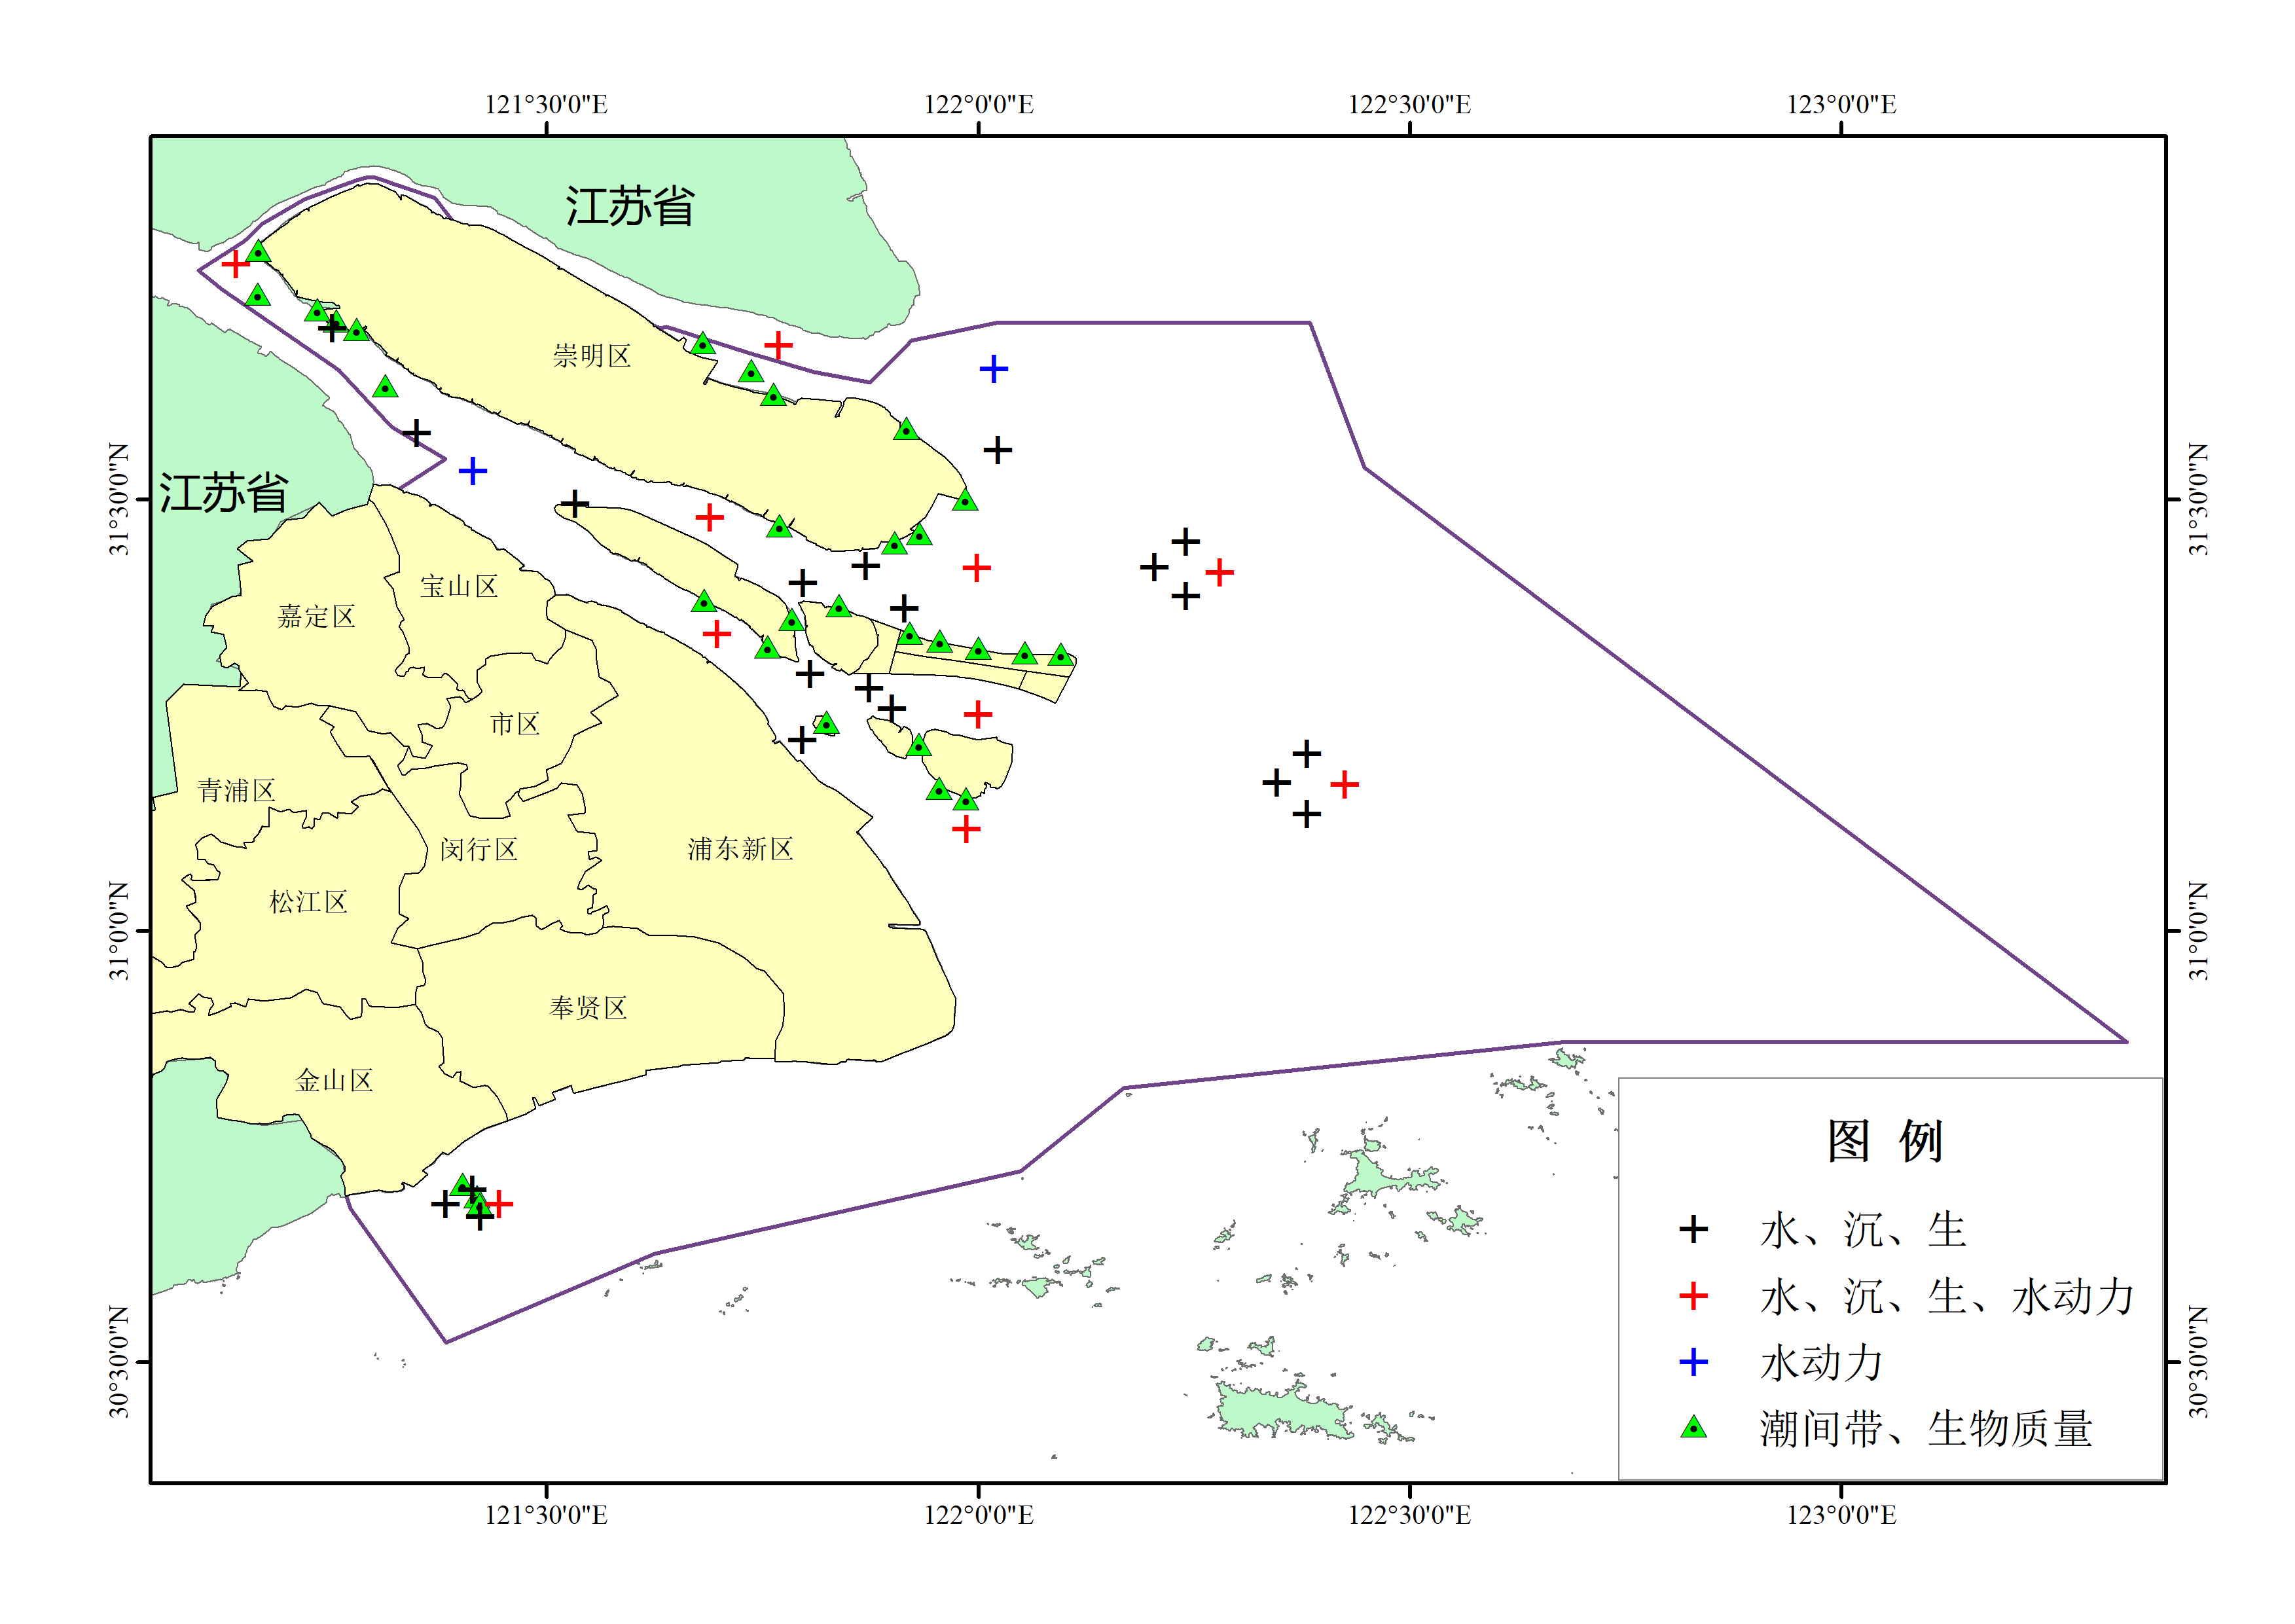 121°30'0"E
122°0'0"E
122°30'0"E
123°0'0"E
江苏省
崇明区
31°30'0"N
31°30'0"N
江苏省
宝山区
嘉定区
市区
青浦区
闵行区
浦东新区
松江区
31°0'0"N
31°0'0"N
奉贤区
金山区
图 例
水、沉、生
水、沉、生、水动力
水动力
潮间带、生物质量
30°30'0"N
30°30'0"N
121°30'0"E
122°0'0"E
122°30'0"E
123°0'0"E